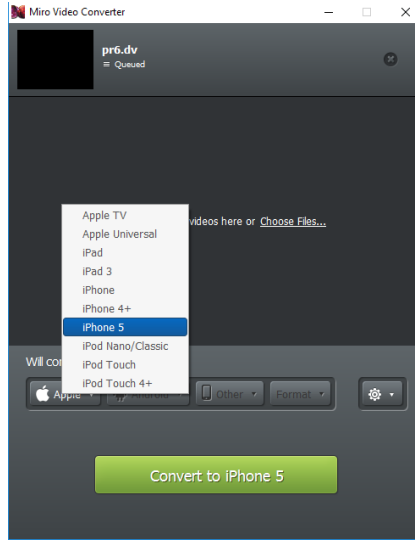 Miro Video Converter
pr6.dv
≡ Queued
videos here or Choose Files...
Apple TV
Apple Universal
iPad
iPad 3
iPhone
iPhone 4+
iPhone 5
iPod Nano/Classic
iPod Touch
iPod Touch 4+
Will co
Apple Android Other Format
Convert to iPhone 5